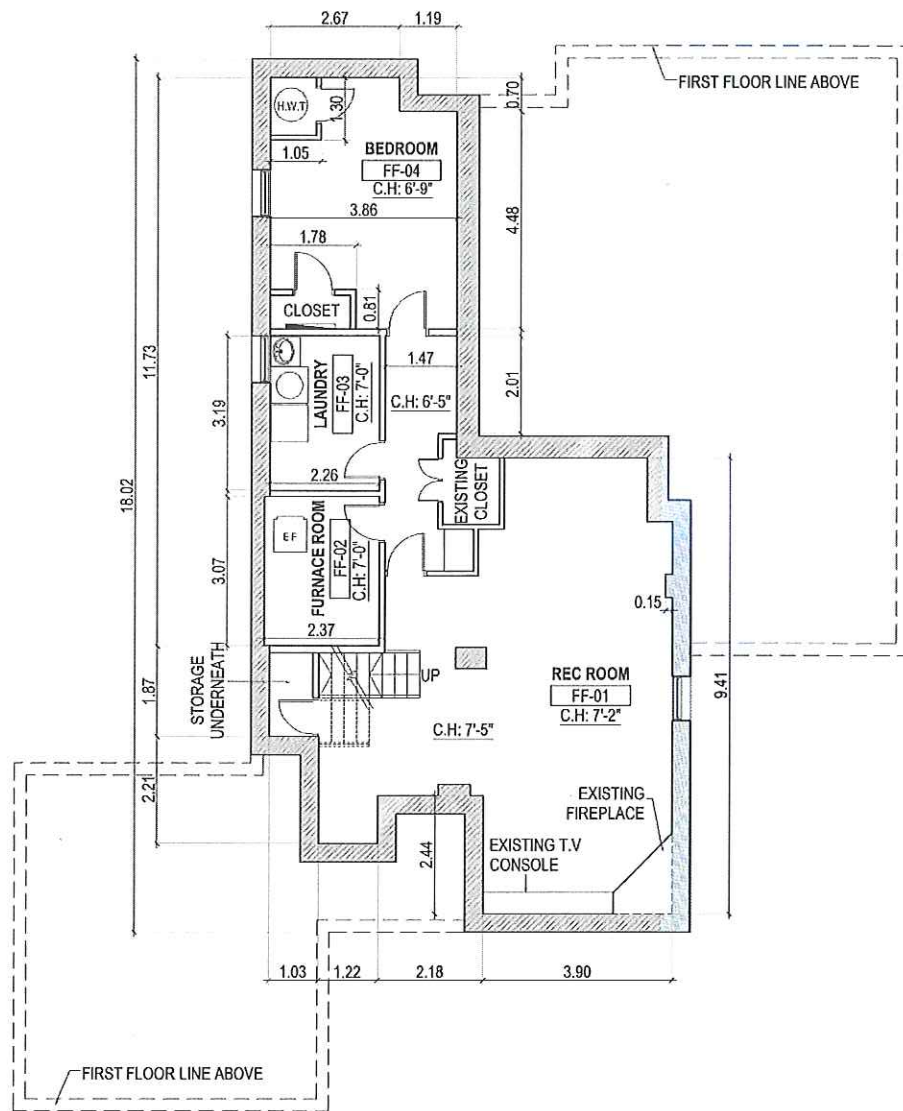 2.67
1.19
FIRST FLOOR LINE ABOVE
0.70
H.W.T
1.30
1.05
BEDROOM
FF-04
C.H: 6'-9"
3.86
4.48
1.78
CLOSET
0.81
11.73
18.02
3.19
LAUNDRY
FF-03
C.H: 7'-0"
2.26
1.47
C.H: 6'-5"
2.01
EXISTING
CLOSET
EF
FURNACE ROOM
FF-02
C.H: 7'-0"
3.07
2.37
0.15
9.41
STORAGE
UNDERNEATH
1.87
UP
REC ROOM
FF-01
C.H: 7'-2"
C.H: 7'-5"
2.21
EXISTING
FIREPLACE
EXISTING T.V
CONSOLE
2.44
1.03
1.22
2.18
3.90
FIRST FLOOR LINE ABOVE